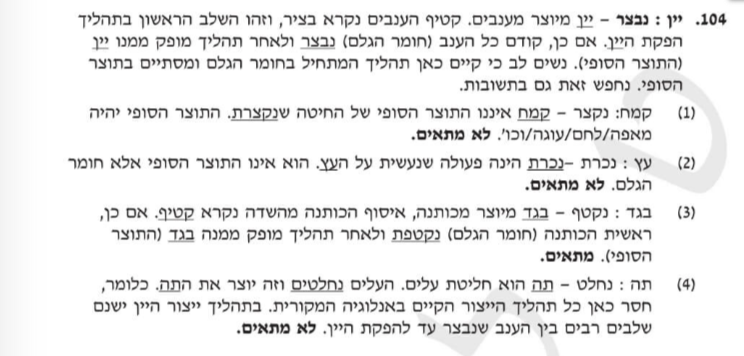 104. יין : נבצר – יין מיוצר מענבים. קטיף הענבים נקרא בציר, וזהו השלב הראשון בתהליך
הפקת היין. אם כן, קודם כל הענב (חומר הגלם) נבצר ולאחר תהליך מופק ממנו יין
(התוצר הסופי). נשים לב כי קיים כאן תהליך המתחיל בחומר הגלם ומסתיים בתוצר
הסופי. נחפש זאת גם בתשובות.
(1) קמח: נקצר – קמח איננו התוצר הסופי של החיטה שנקצרת. התוצר הסופי יהיה
מאפה/לחם/עוגה/וכו'. לא מתאים.
(2) עץ : נכרת –נכרת הינה פעולה שנעשית על העץ. הוא אינו התוצר הסופי אלא חומר
הגלם. לא מתאים.
(3) בגד : נקטף – בגד מיוצר מכותנה, איסוף הכותנה מהשדה נקרא קטיף. אם כן,
ראשית הכותנה (חומר הגלם) נקטפת ולאחר תהליך מופק ממנה בגד (התוצר
הסופי). מתאים.
(4) תה : נחלט – תה הוא חליטת עלים. העלים נחלטים וזה יוצר את התה. כלומר,
חסר כאן כל תהליך הייצור הקיים באנלוגיה המקורית. בתהליך ייצור היין ישנם
שלבים רבים בין הענב שנבצר עד להפקת היין. לא מתאים.